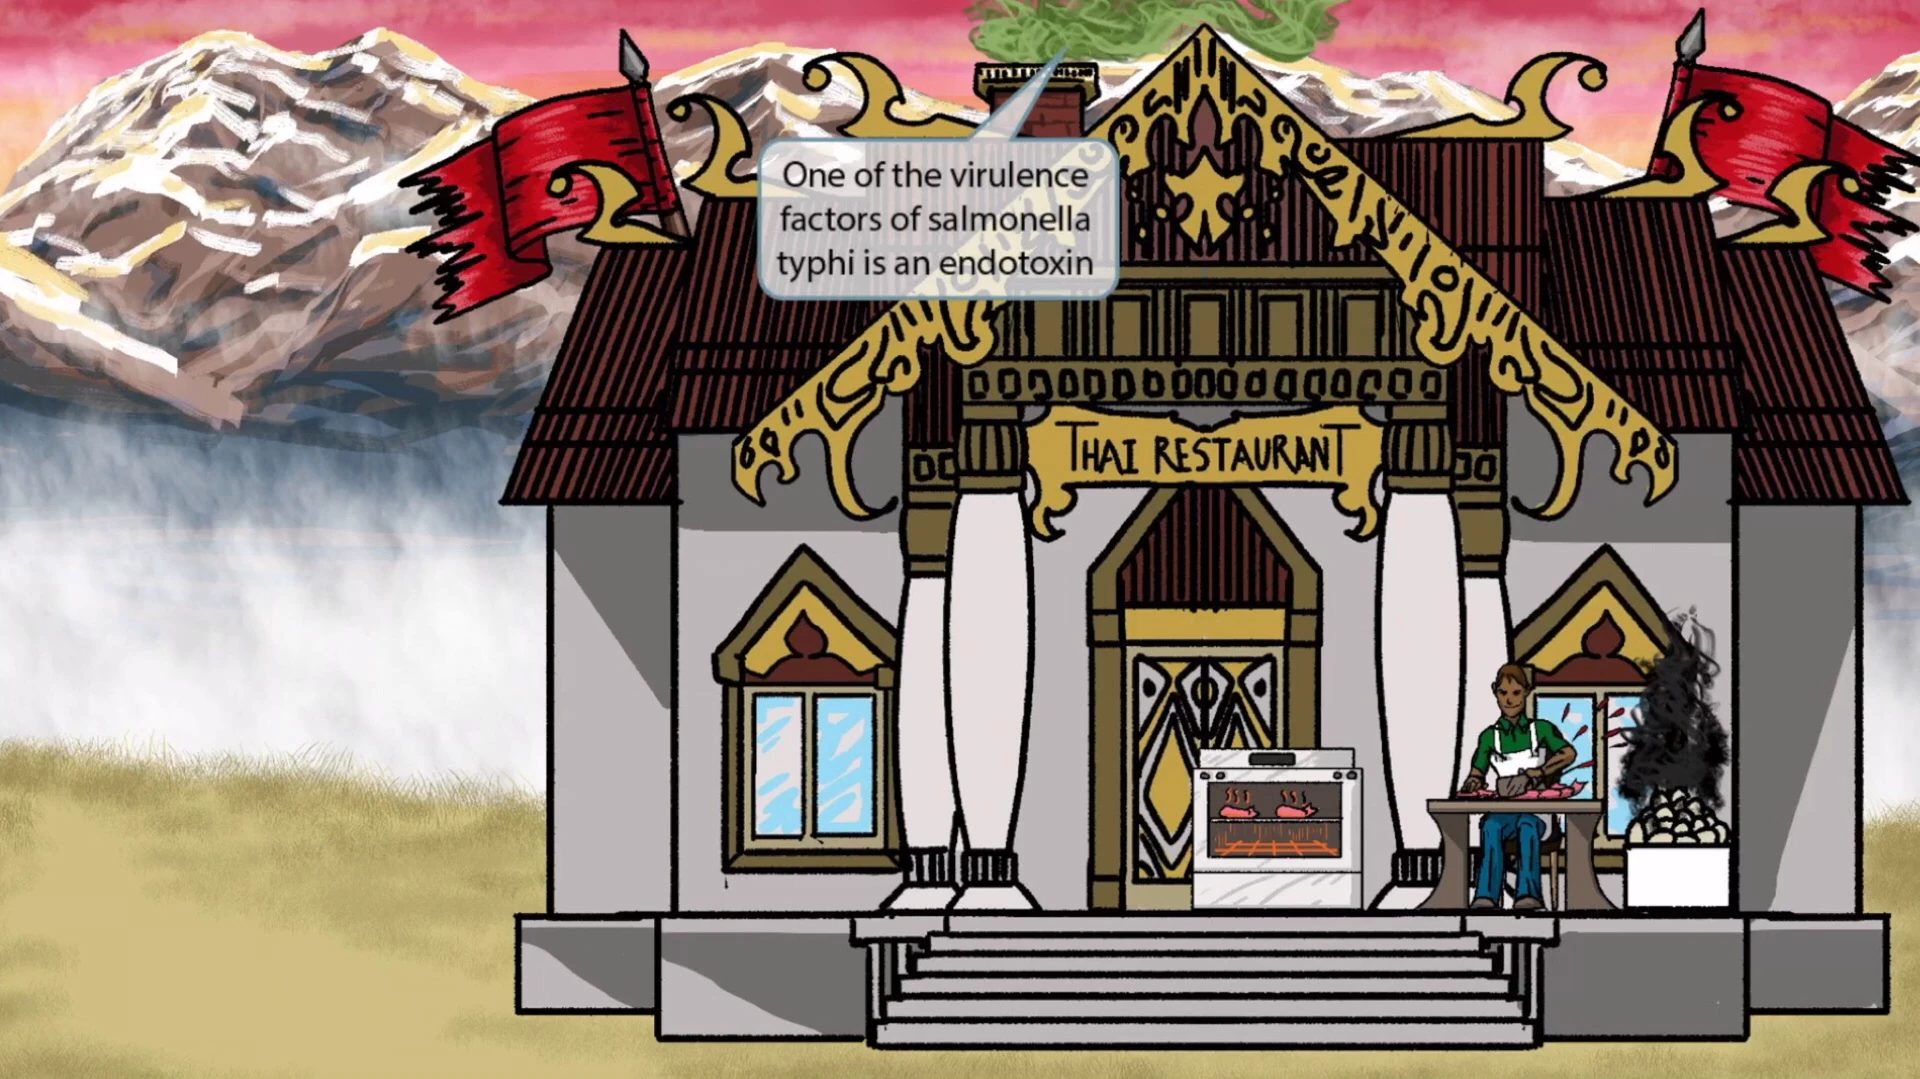 One of the virulence
factors of salmonella
typhi is an endotoxin
THAI RESTAURANT